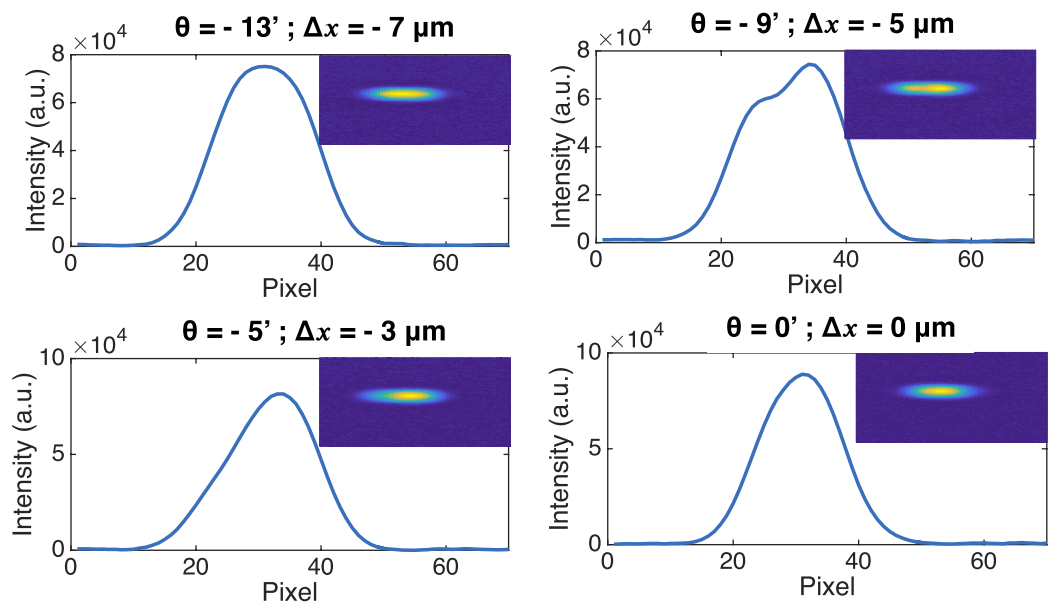 θ = - 13’ ; Δx = - 7 µm
×10⁴
8
6
4
2
0
Intensity (a.u.)
0 20 40 60
Pixel
θ = - 9’ ; Δx = - 5 µm
×10⁴
8
6
4
2
0
Intensity (a.u.)
0 20 40 60
Pixel
θ = - 5’ ; Δx = - 3 µm
×10⁴
10
5
0
Intensity (a.u.)
0 20 40 60
Pixel
θ = 0’ ; Δx = 0 µm
×10⁴
10
5
0
Intensity (a.u.)
0 20 40 60
Pixel